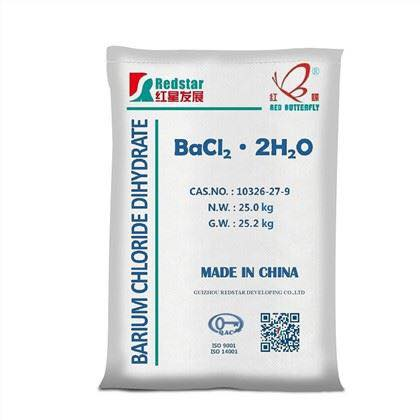 Redstar
红星发展
®
红 蝶
RED BUTTERFLY
BARIUM CHLORIDE DIHYDRATE
BaCl₂ · 2H₂O
CAS.NO. : 10326-27-9
N.W. : 25.0 kg
G.W. : 25.2 kg
MADE IN CHINA
GUIZHOU REDSTAR DEVELOPING CO.,LTD
QAC
ISO 9001
ISO 14001